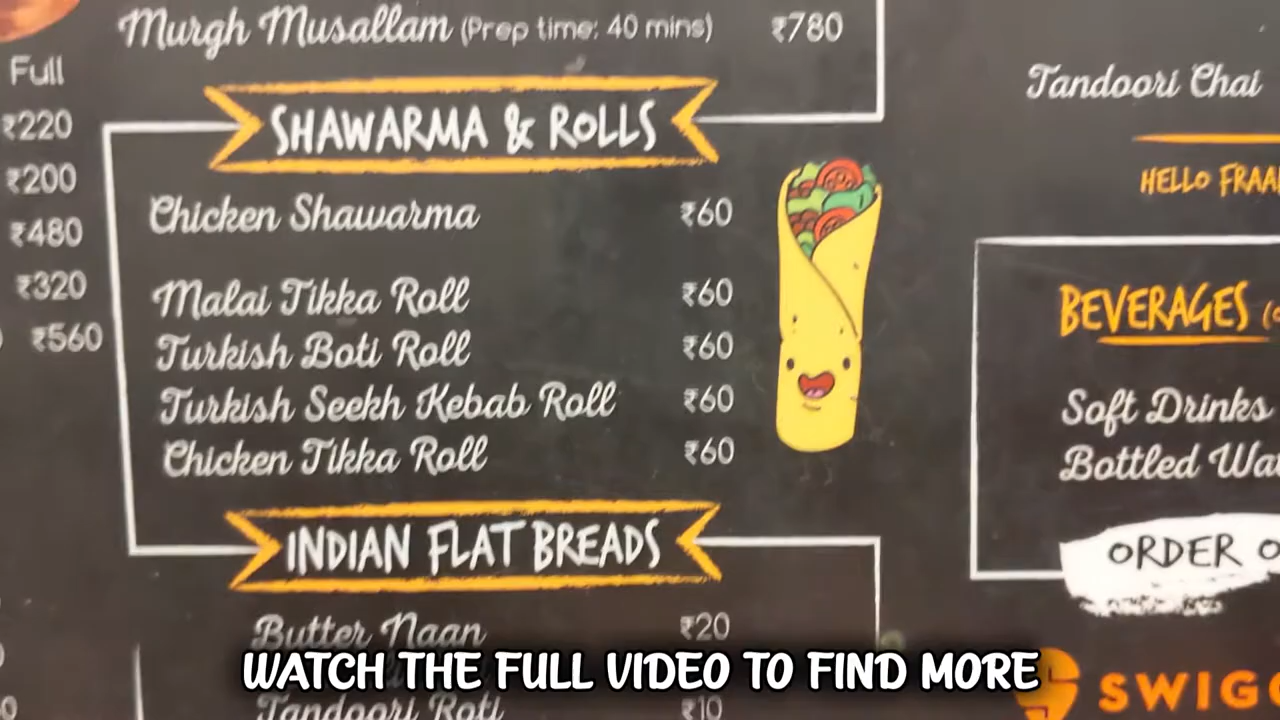 Murgh Musallam (Prep time: 40 mins) ₹780
Full
₹220
₹200
₹480
₹320
₹560
SHAWARMA & ROLLS
Chicken Shawarma ₹60
Malai Tikka Roll ₹60
Turkish Boti Roll ₹60
Turkish Seekh Kebab Roll ₹60
Chicken Tikka Roll ₹60
INDIAN FLAT BREADS
Butter Naan ₹20
Tandoori Roti ₹10
Tandoori Chai
HELLO
BEVERAGES
Soft Drinks
Bottled
ORDER
WATCH THE FULL VIDEO TO FIND MORE